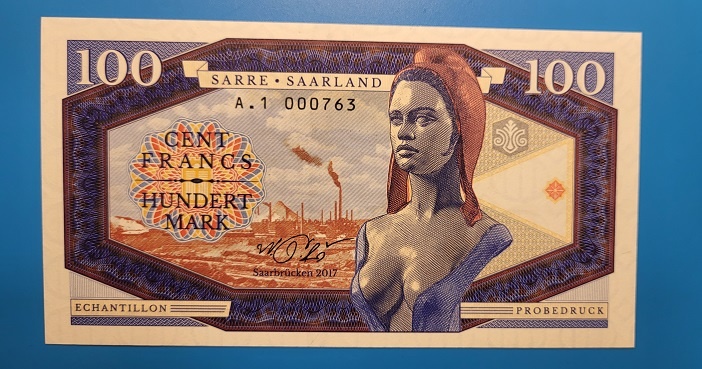 100
100
SARRE • SAARLAND
A.1 000763
CENT
FRANCS
HUNDERT
MARK
Saarbrücken 2017
ECHANTILLON
PROBEDRUCK